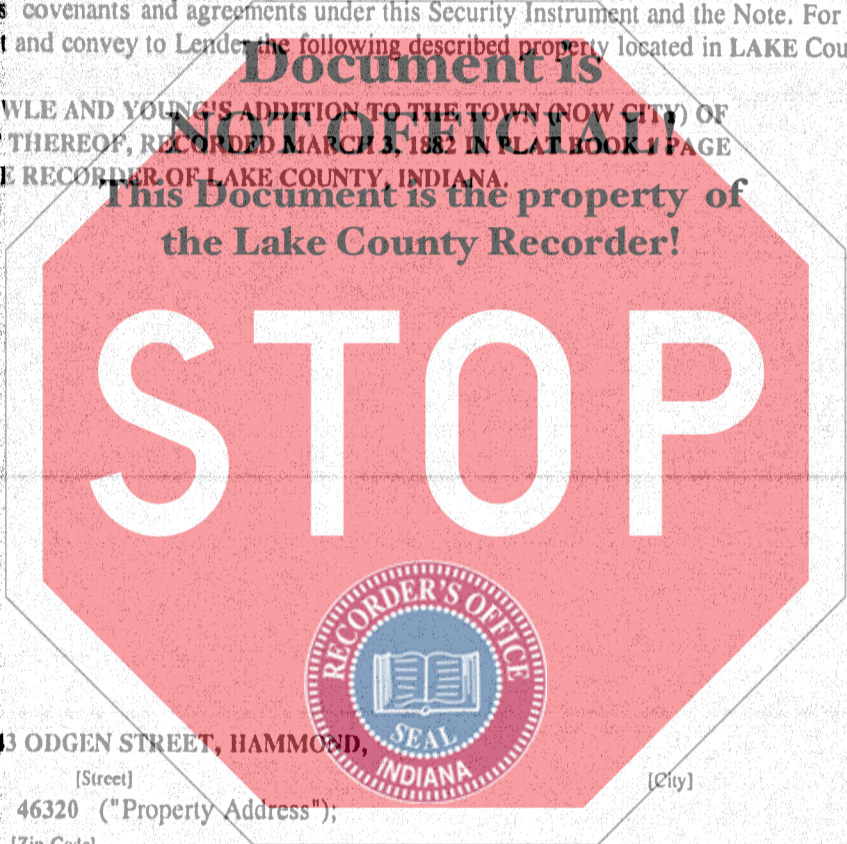 s covenants and agreements under this Security Instrument and the Note. For
t and convey to Lender the following described property located in LAKE Cou
Document is
WLE AND YOUNG'S ADDITION TO THE TOWN (NOW CITY) OF
NOT OFFICIAL!
THEREOF, RECORDED MARCH 3, 1882 IN PLAT BOOK 1 PAGE
E RECORDER OF LAKE COUNTY, INDIANA.
This Document is the property of
the Lake County Recorder!
STOP
RECORDER'S OFFICE
SEAL
INDIANA
3 ODGEN STREET, HAMMOND,
[Street] [City]
46320 ("Property Address");
[Zip Code]